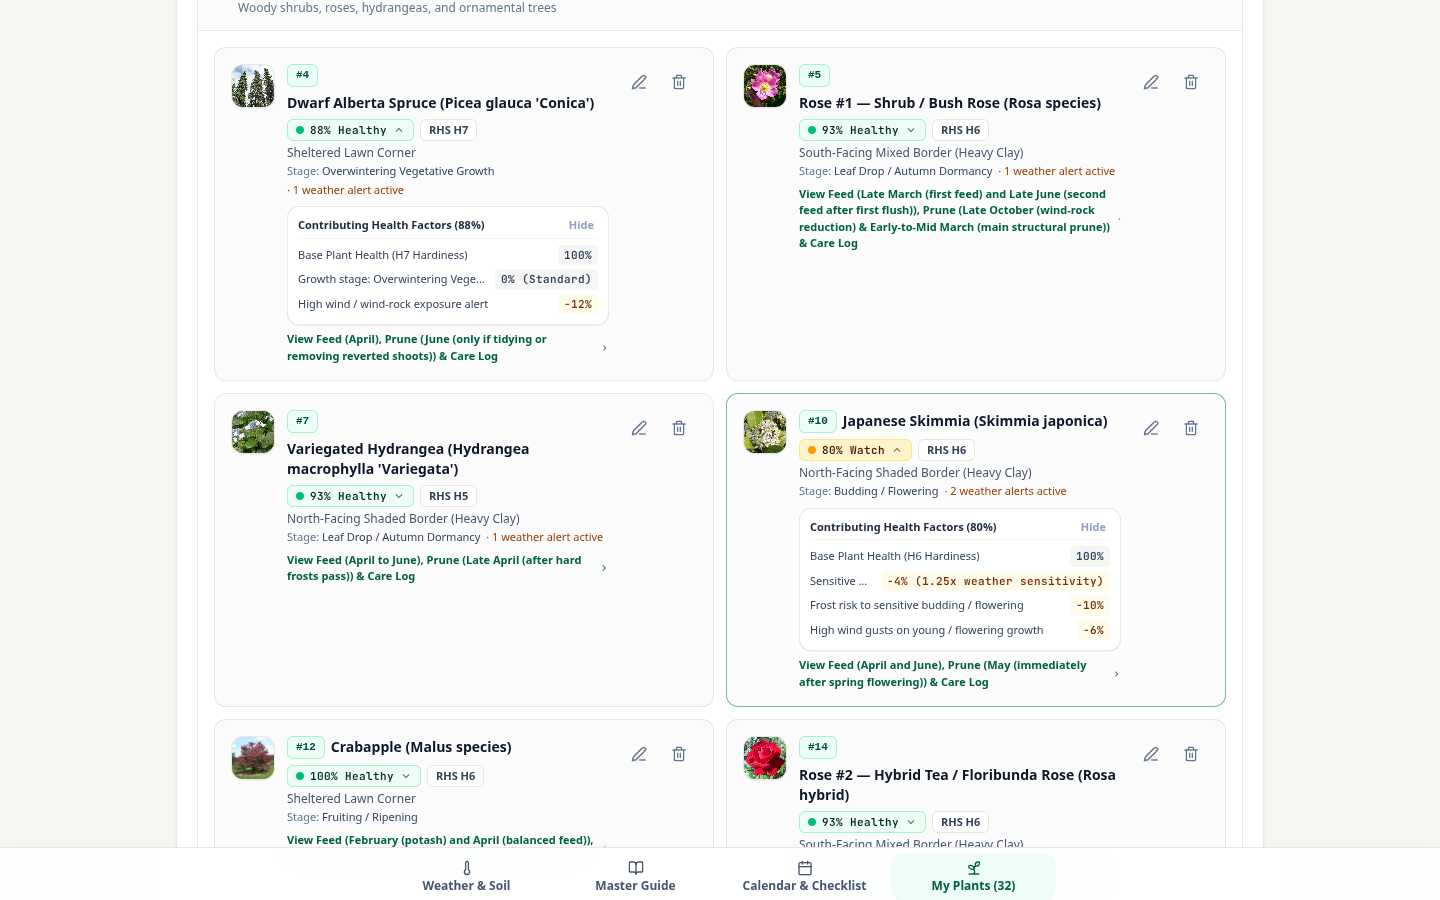 Woody shrubs, roses, hydrangeas, and ornamental trees
#4
Dwarf Alberta Spruce (Picea glauca 'Conica')
88% Healthy
RHS H7
Sheltered Lawn Corner
Stage: Overwintering Vegetative Growth
· 1 weather alert active
Contributing Health Factors (88%)
Hide
Base Plant Health (H7 Hardiness)
100%
Growth stage: Overwintering Vege...
0% (Standard)
High wind / wind-rock exposure alert
-12%
View Feed (April), Prune (June (only if tidying or
removing reverted shoots)) & Care Log
#5
Rose #1 — Shrub / Bush Rose (Rosa species)
93% Healthy
RHS H6
South-Facing Mixed Border (Heavy Clay)
Stage: Leaf Drop / Autumn Dormancy · 1 weather alert active
View Feed (Late March (first feed) and Late June (second
feed after first flush)), Prune (Late October (wind-rock
reduction) & Early-to-Mid March (main structural prune))
& Care Log
#7
Variegated Hydrangea (Hydrangea
macrophylla 'Variegata')
93% Healthy
RHS H5
North-Facing Shaded Border (Heavy Clay)
Stage: Leaf Drop / Autumn Dormancy · 1 weather alert active
View Feed (April to June), Prune (Late April (after hard
frosts pass)) & Care Log
#10
Japanese Skimmia (Skimmia japonica)
80% Watch
RHS H6
North-Facing Shaded Border (Heavy Clay)
Stage: Budding / Flowering · 2 weather alerts active
Contributing Health Factors (80%)
Hide
Base Plant Health (H6 Hardiness)
100%
Sensitive ...
-4% (1.25x weather sensitivity)
Frost risk to sensitive budding / flowering
-10%
High wind gusts on young / flowering growth
-6%
View Feed (April and June), Prune (May (immediately
after spring flowering)) & Care Log
#12
Crabapple (Malus species)
100% Healthy
RHS H6
Sheltered Lawn Corner
Stage: Fruiting / Ripening
View Feed (February (potash) and April (balanced feed)),
#14
Rose #2 — Hybrid Tea / Floribunda Rose (Rosa
hybrid)
93% Healthy
RHS H6
South-Facing Mixed Border (Heavy Clay)
Weather & Soil
Master Guide
Calendar & Checklist
My Plants (32)